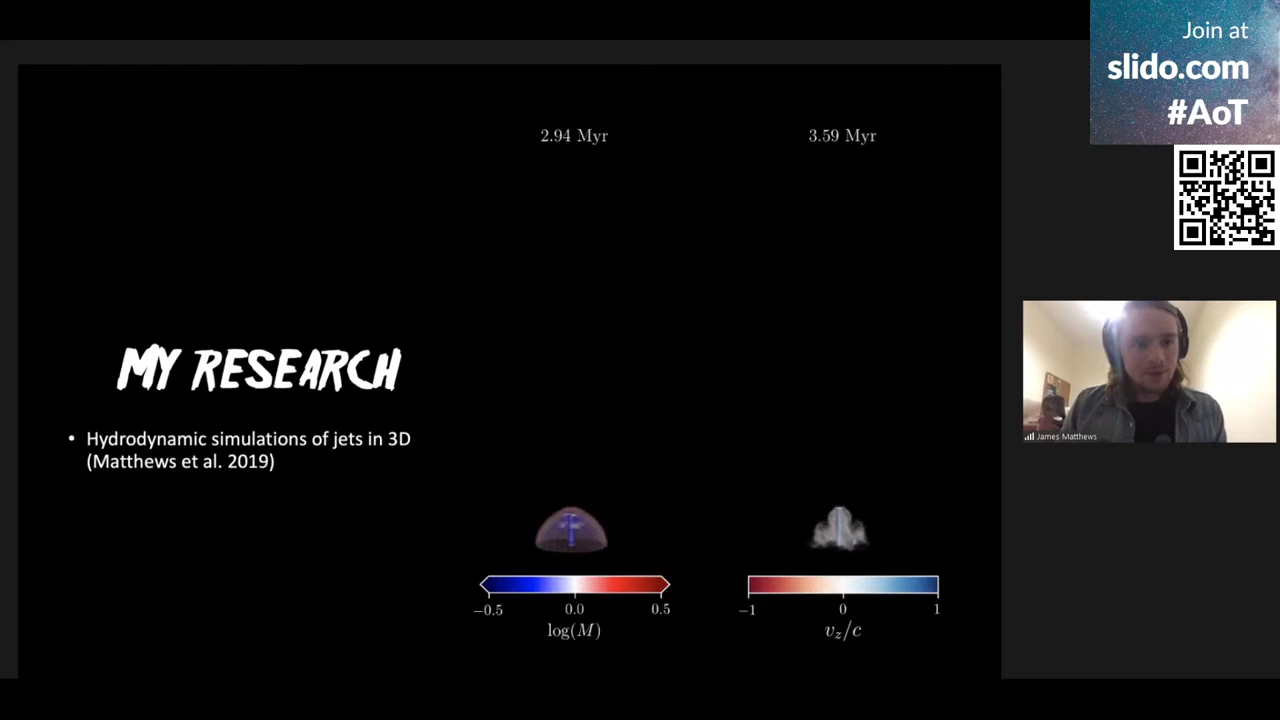 Join at
slido.com
#AoT
2.94 Myr
3.59 Myr
MY RESEARCH
• Hydrodynamic simulations of jets in 3D
(Matthews et al. 2019)
−0.5 0.0 0.5
log(M)
−1 0 1
v_z/c
James Matthews